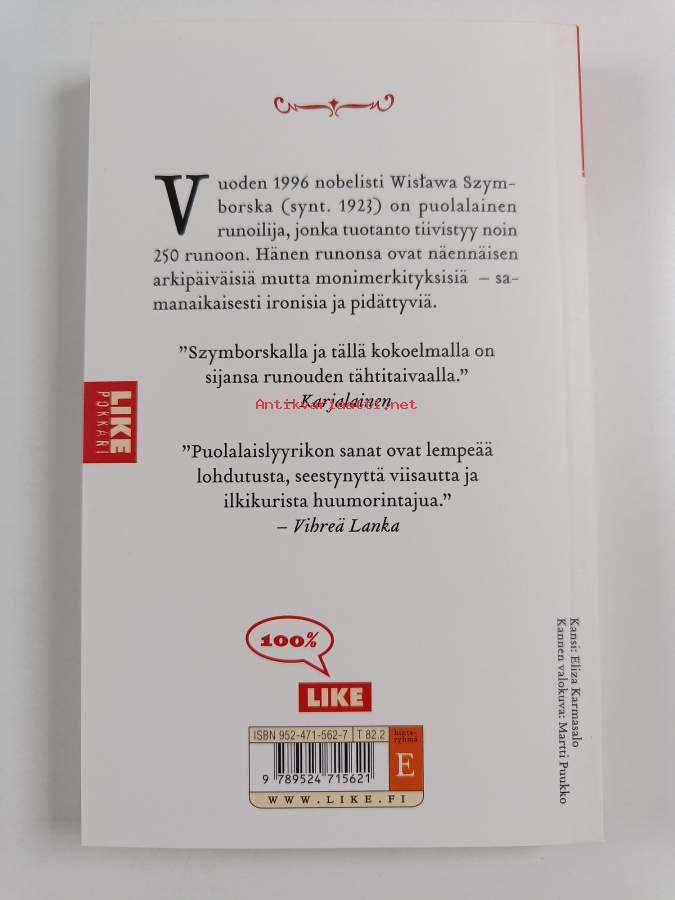 Vuoden 1996 nobelisti Wisława Szym-
borska (synt. 1923) on puolalainen
runoilija, jonka tuotanto tiivistyy noin
250 runoon. Hänen runonsa ovat näennäisen
arkipäiväisiä mutta monimerkityksisiä – sa-
manaikaisesti ironisia ja pidättyviä.
”Szymborskalla ja tällä kokoelmalla on
sijansa runouden tähtitaivaalla.”
– Karjalainen
Antikvariaatti.net
”Puolalaislyyrikon sanat ovat lempeää
lohdutusta, seestynyttä viisautta ja
ilkikurista huumorintajua.”
– Vihreä Lanka
LIKE
POKKARI
100%
LIKE
ISBN 952-471-562-7 T 82.2
hinta-
ryhmä
E
9 789524 715621
WWW.LIKE.FI
Kansi: Eliza Karmasalo
Kannen valokuva: Martti Puukko